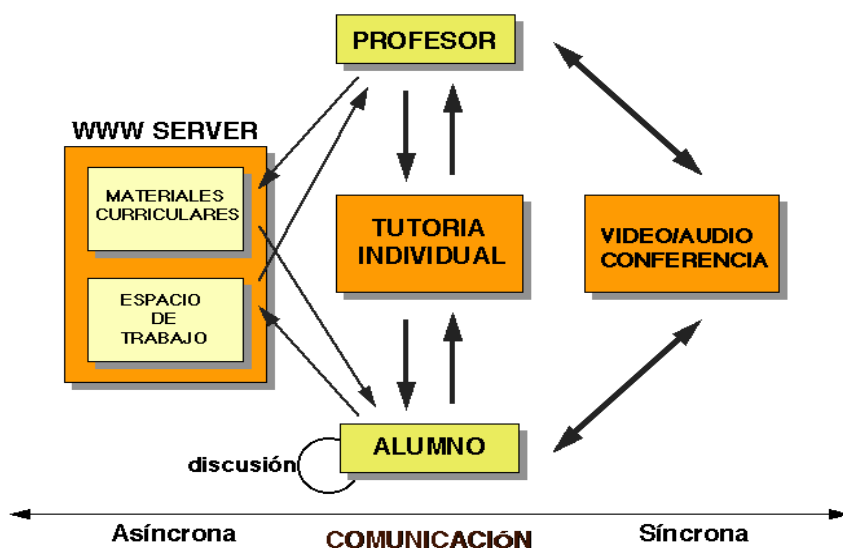 PROFESOR
WWW SERVER
MATERIALES
CURRICULARES
TUTORIA
INDIVIDUAL
VIDEO/AUDIO
CONFERENCIA
ESPACIO
DE
TRABAJO
ALUMNO
discusión
Asíncrona
COMUNICACIóN
Síncrona